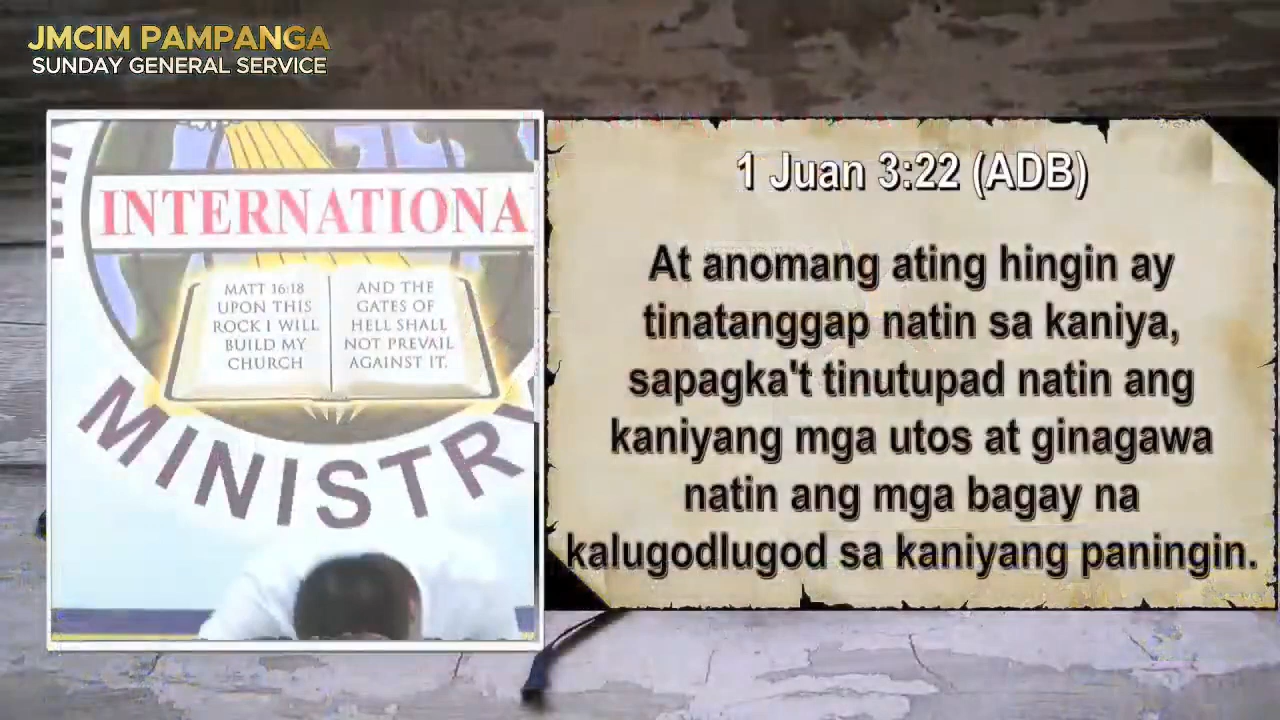 JMCIM PAMPANGA
SUNDAY GENERAL SERVICE
INTERNATIONA
MATT 16:18
UPON THIS
ROCK I WILL
BUILD MY
CHURCH
AND THE
GATES OF
HELL SHALL
NOT PREVAIL
AGAINST IT.
MINISTRY
1 Juan 3:22 (ADB)
At anomang ating hingin ay
tinatanggap natin sa kaniya,
sapagka't tinutupad natin ang
kaniyang mga utos at ginagawa
natin ang mga bagay na
kalugodlugod sa kaniyang paningin.